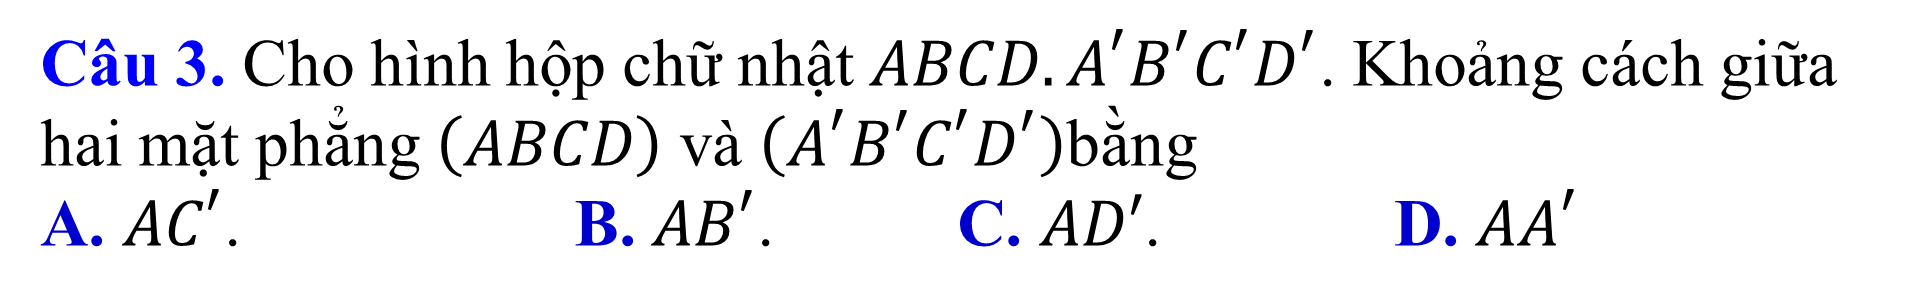 Câu 3. Cho hình hộp chữ nhật ABCD.A′B′C′D′. Khoảng cách giữa
hai mặt phẳng (ABCD) và (A′B′C′D′)bằng
A. AC′. B. AB′. C. AD′. D. AA′